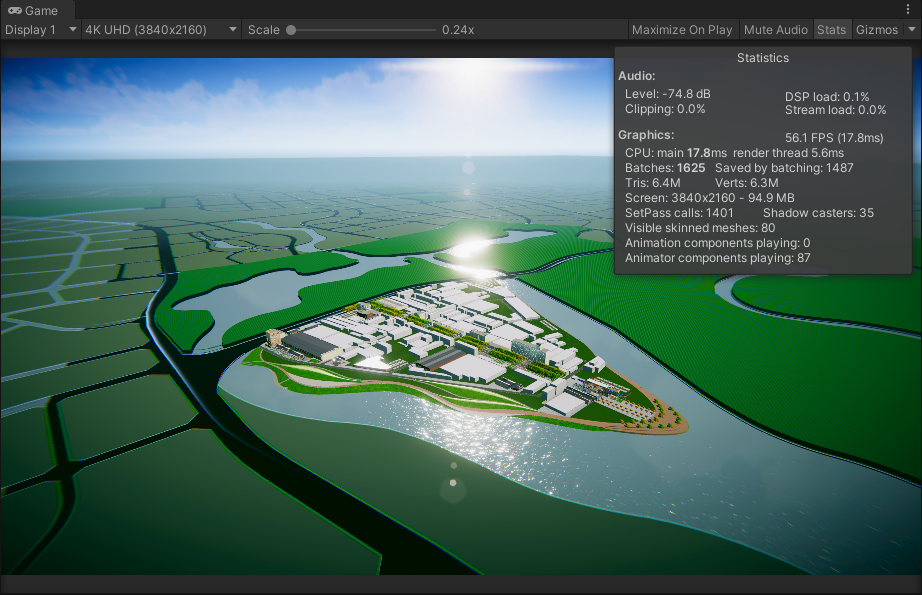 Game
Display 1 4K UHD (3840x2160) Scale 0.24x Maximize On Play Mute Audio Stats Gizmos
Statistics
Audio:
Level: -74.8 dB DSP load: 0.1%
Clipping: 0.0% Stream load: 0.0%
Graphics: 56.1 FPS (17.8ms)
CPU: main 17.8ms render thread 5.6ms
Batches: 1625 Saved by batching: 1487
Tris: 6.4M Verts: 6.3M
Screen: 3840x2160 - 94.9 MB
SetPass calls: 1401 Shadow casters: 35
Visible skinned meshes: 80
Animation components playing: 0
Animator components playing: 87